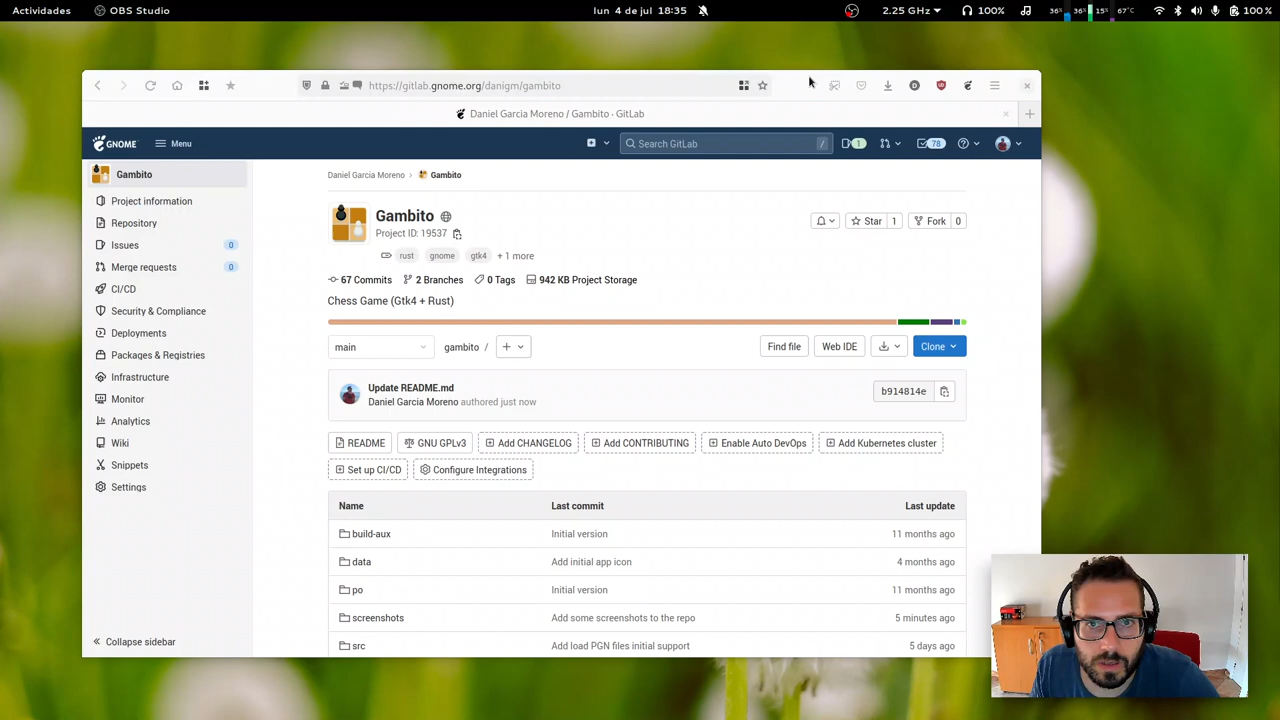 Actividades OBS Studio lun 4 de jul 18:35 2.25 GHz 100% 36% 36% 15% 67°C 100 %
https://gitlab.gnome.org/danigm/gambito
Daniel Garcia Moreno / Gambito · GitLab
GNOME Menu Search GitLab / 1 78
Gambito
Project information
Repository
Issues 0
Merge requests 0
CI/CD
Security & Compliance
Deployments
Packages & Registries
Infrastructure
Monitor
Analytics
Wiki
Snippets
Settings
Collapse sidebar
Daniel Garcia Moreno > Gambito
Gambito
Project ID: 19537
Star 1 Fork 0
rust gnome gtk4 + 1 more
67 Commits 2 Branches 0 Tags 942 KB Project Storage
Chess Game (Gtk4 + Rust)
main gambito / + Find file Web IDE Clone
Update README.md
Daniel Garcia Moreno authored just now
b914814e
README GNU GPLv3 Add CHANGELOG Add CONTRIBUTING Enable Auto DevOps Add Kubernetes cluster
Set up CI/CD Configure Integrations
Name Last commit Last update
build-aux Initial version 11 months ago
data Add initial app icon 4 months ago
po Initial version 11 months ago
screenshots Add some screenshots to the repo 5 minutes ago
src Add load PGN files initial support 5 days ago